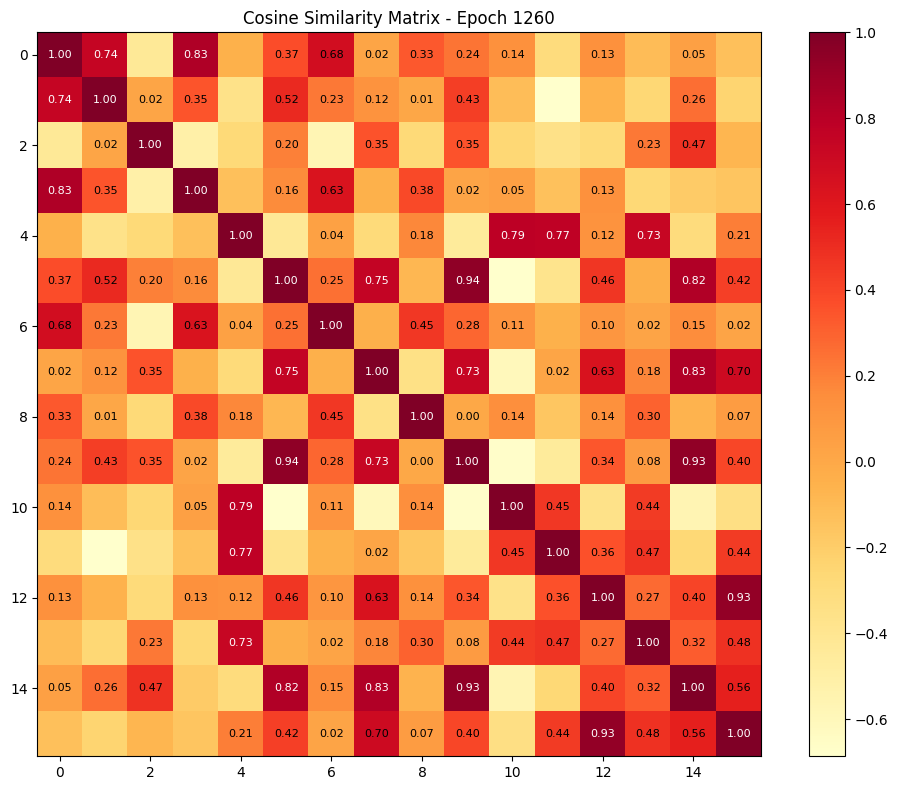 Cosine Similarity Matrix - Epoch 1260
0 1.00 0.74 0.83 0.37 0.68 0.02 0.33 0.24 0.14 0.13 0.05
0.74 1.00 0.02 0.35 0.52 0.23 0.12 0.01 0.43 0.26
2 0.02 1.00 0.20 0.35 0.35 0.23 0.47
0.83 0.35 1.00 0.16 0.63 0.38 0.02 0.05 0.13
4 1.00 0.04 0.18 0.79 0.77 0.12 0.73 0.21
0.37 0.52 0.20 0.16 1.00 0.25 0.75 0.94 0.46 0.82 0.42
6 0.68 0.23 0.63 0.04 0.25 1.00 0.45 0.28 0.11 0.10 0.02 0.15 0.02
0.02 0.12 0.35 0.75 1.00 0.73 0.02 0.63 0.18 0.83 0.70
8 0.33 0.01 0.38 0.18 0.45 1.00 0.00 0.14 0.14 0.30 0.07
0.24 0.43 0.35 0.02 0.94 0.28 0.73 0.00 1.00 0.34 0.08 0.93 0.40
10 0.14 0.05 0.79 0.11 0.14 1.00 0.45 0.44
0.77 0.02 0.45 1.00 0.36 0.47 0.44
12 0.13 0.13 0.12 0.46 0.10 0.63 0.14 0.34 0.36 1.00 0.27 0.40 0.93
0.23 0.73 0.02 0.18 0.30 0.08 0.44 0.47 0.27 1.00 0.32 0.48
14 0.05 0.26 0.47 0.82 0.15 0.83 0.93 0.40 0.32 1.00 0.56
0.21 0.42 0.02 0.70 0.07 0.40 0.44 0.93 0.48 0.56 1.00
0 2 4 6 8 10 12 14
1.0
0.8
0.6
0.4
0.2
0.0
−0.2
−0.4
−0.6